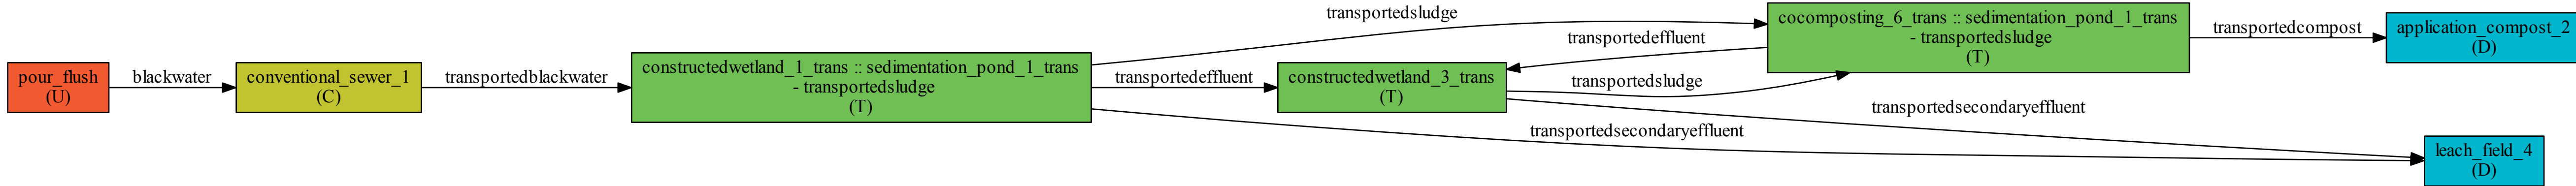 pour_flush
(U)
blackwater
conventional_sewer_1
(C)
transportedblackwater
constructedwetland_1_trans :: sedimentation_pond_1_trans
- transportedsludge
(T)
transportedsludge
transportedeffluent
transportedeffluent
constructedwetland_3_trans
(T)
transportedsludge
transportedsecondaryeffluent
transportedsecondaryeffluent
cocomposting_6_trans :: sedimentation_pond_1_trans
- transportedsludge
(T)
transportedcompost
application_compost_2
(D)
leach_field_4
(D)